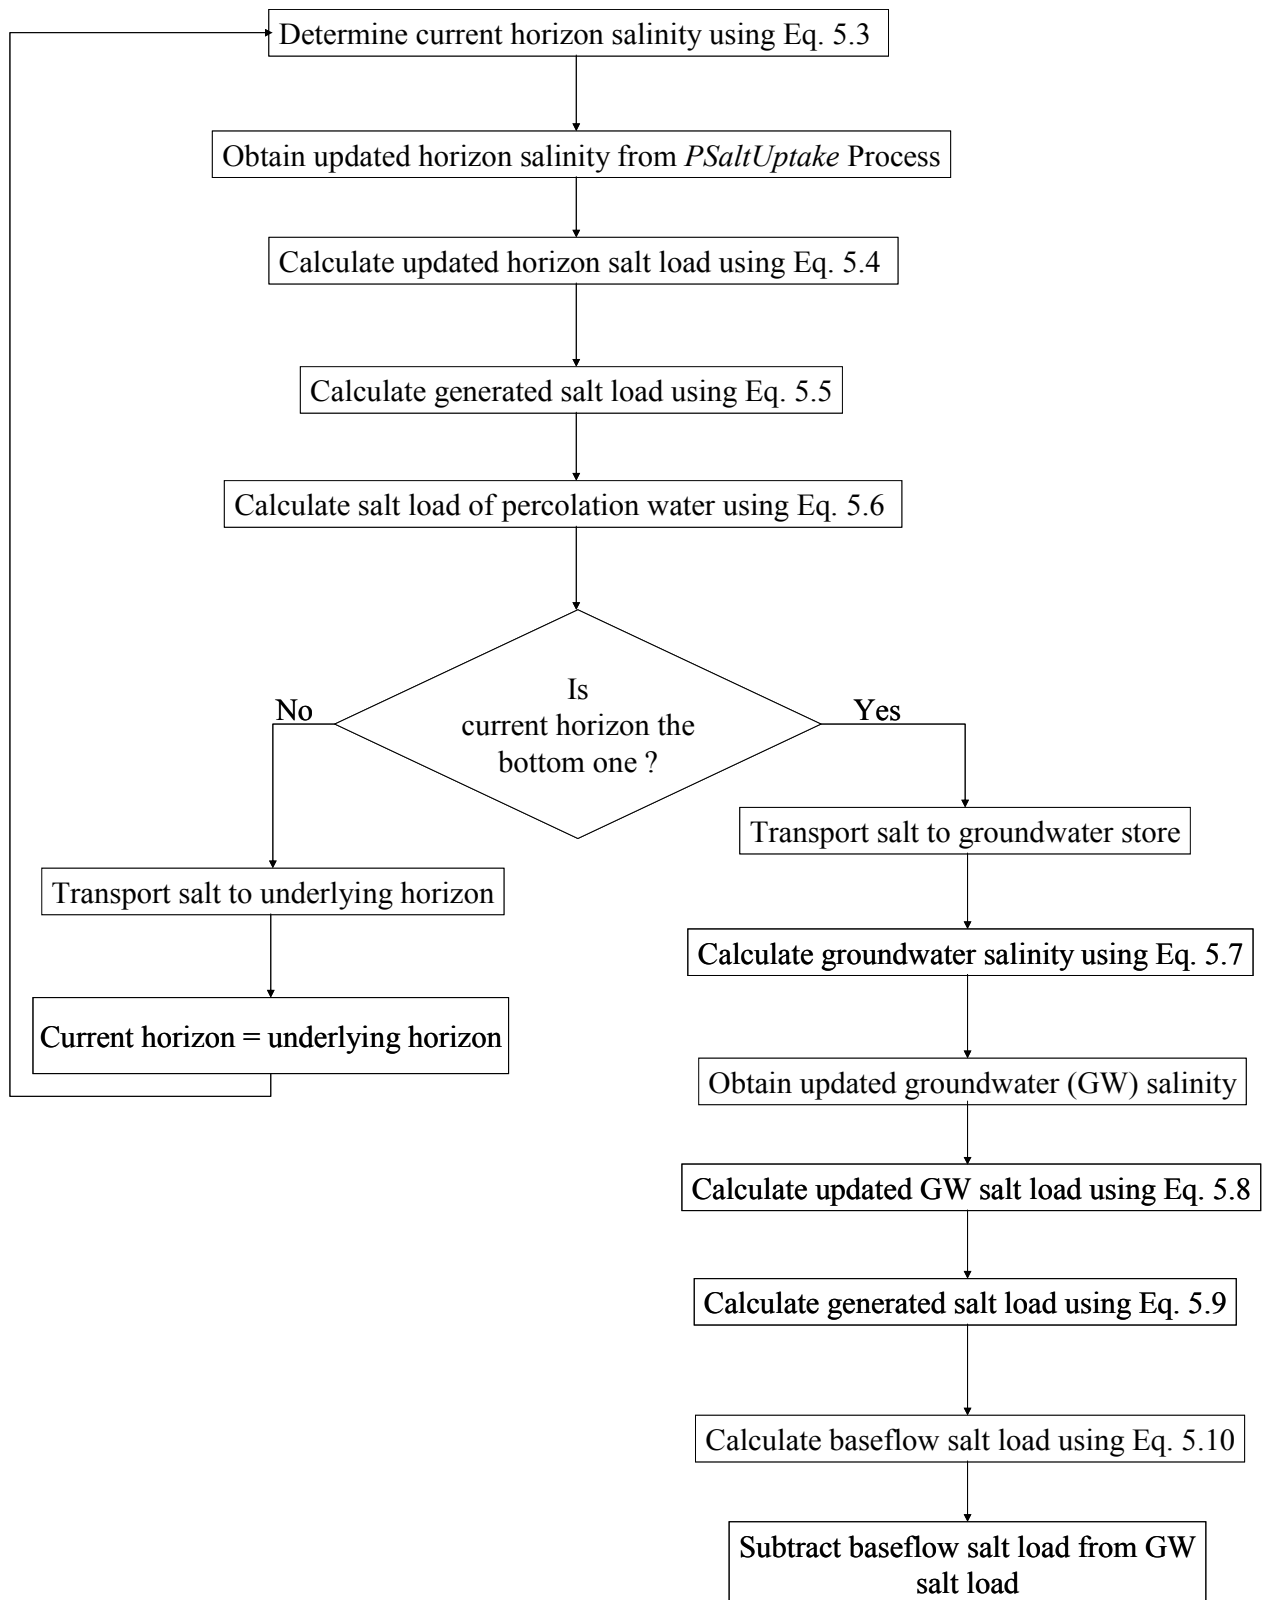 Determine current horizon salinity using Eq. 5.3
Obtain updated horizon salinity from PSaltUptake Process
Calculate updated horizon salt load using Eq. 5.4
Calculate generated salt load using Eq. 5.5
Calculate salt load of percolation water using Eq. 5.6
Is
current horizon the
bottom one ?
No
Transport salt to underlying horizon
Current horizon = underlying horizon
Yes
Transport salt to groundwater store
Calculate groundwater salinity using Eq. 5.7
Obtain updated groundwater (GW) salinity
Calculate updated GW salt load using Eq. 5.8
Calculate generated salt load using Eq. 5.9
Calculate baseflow salt load using Eq. 5.10
Subtract baseflow salt load from GW
salt load